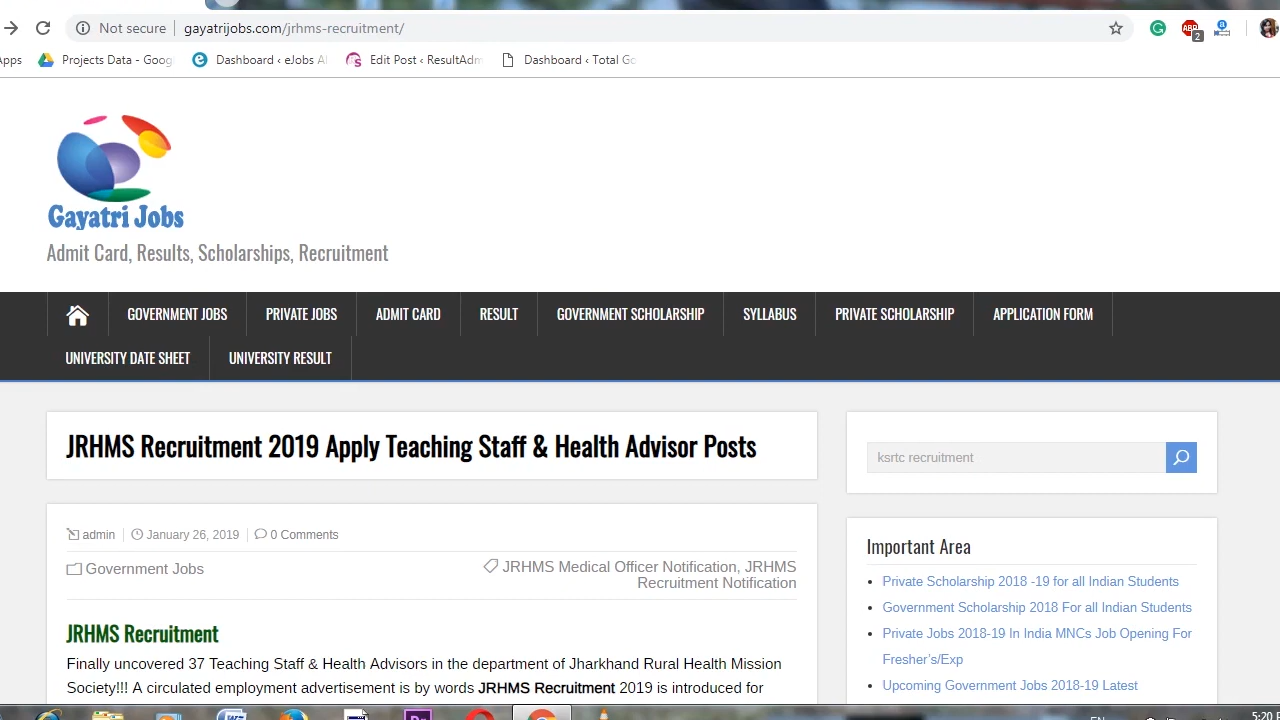 Not secure gayatrijobs.com/jrhms-recruitment/
ABP 2
Apps Projects Data - Goog Dashboard ‹ eJobs Al Edit Post ‹ ResultAdm Dashboard ‹ Total Go
Gayatri Jobs
Admit Card, Results, Scholarships, Recruitment
GOVERNMENT JOBS PRIVATE JOBS ADMIT CARD RESULT GOVERNMENT SCHOLARSHIP SYLLABUS PRIVATE SCHOLARSHIP APPLICATION FORM
UNIVERSITY DATE SHEET UNIVERSITY RESULT
JRHMS Recruitment 2019 Apply Teaching Staff & Health Advisor Posts
admin January 26, 2019 0 Comments
Government Jobs
JRHMS Medical Officer Notification, JRHMS
Recruitment Notification
JRHMS Recruitment
Finally uncovered 37 Teaching Staff & Health Advisors in the department of Jharkhand Rural Health Mission
Society!!! A circulated employment advertisement is by words JRHMS Recruitment 2019 is introduced for
ksrtc recruitment
Important Area
Private Scholarship 2018 -19 for all Indian Students
Government Scholarship 2018 For all Indian Students
Private Jobs 2018-19 In India MNCs Job Opening For
Fresher's/Exp
Upcoming Government Jobs 2018-19 Latest
EN 5:20